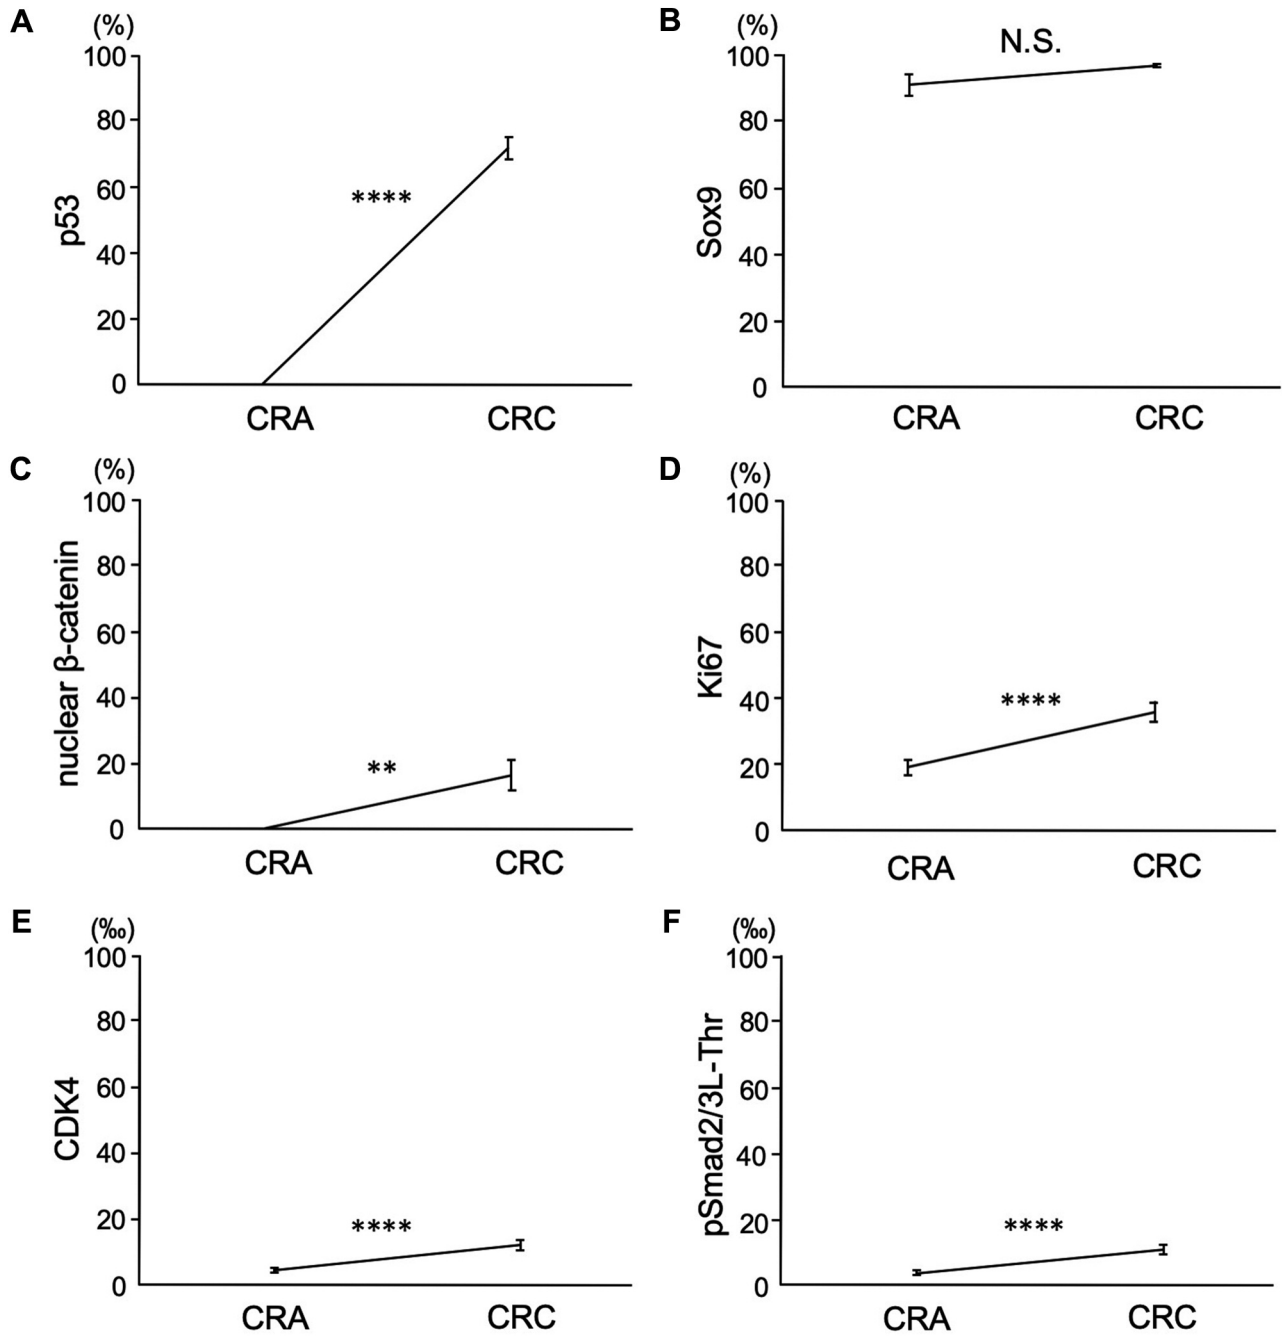 A
(%)
100
80
60
40
20
0
p53
****
CRA
CRC
B
(%)
100
80
60
40
20
0
Sox9
N.S.
CRA
CRC
C
(%)
100
80
60
40
20
0
nuclear β-catenin
**
CRA
CRC
D
(%)
100
80
60
40
20
0
Ki67
****
CRA
CRC
E
(‰)
100
80
60
40
20
0
CDK4
****
CRA
CRC
F
(‰)
100
80
60
40
20
0
pSmad2/3L-Thr
****
CRA
CRC